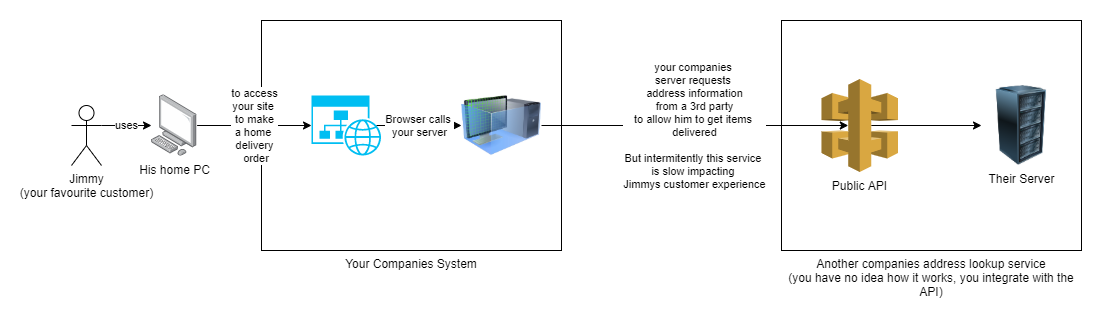 Jimmy
(your favourite customer)
uses
His home PC
to access
your site
to make
a home
delivery
order
Browser calls
your server
Your Companies System
your companies
server requests
address information
from a 3rd party
to allow him to get items
delivered
But intermitently this service
is slow impacting
Jimmys customer experience
Public API
Their Server
Another companies address lookup service
(you have no idea how it works, you integrate with the
API)